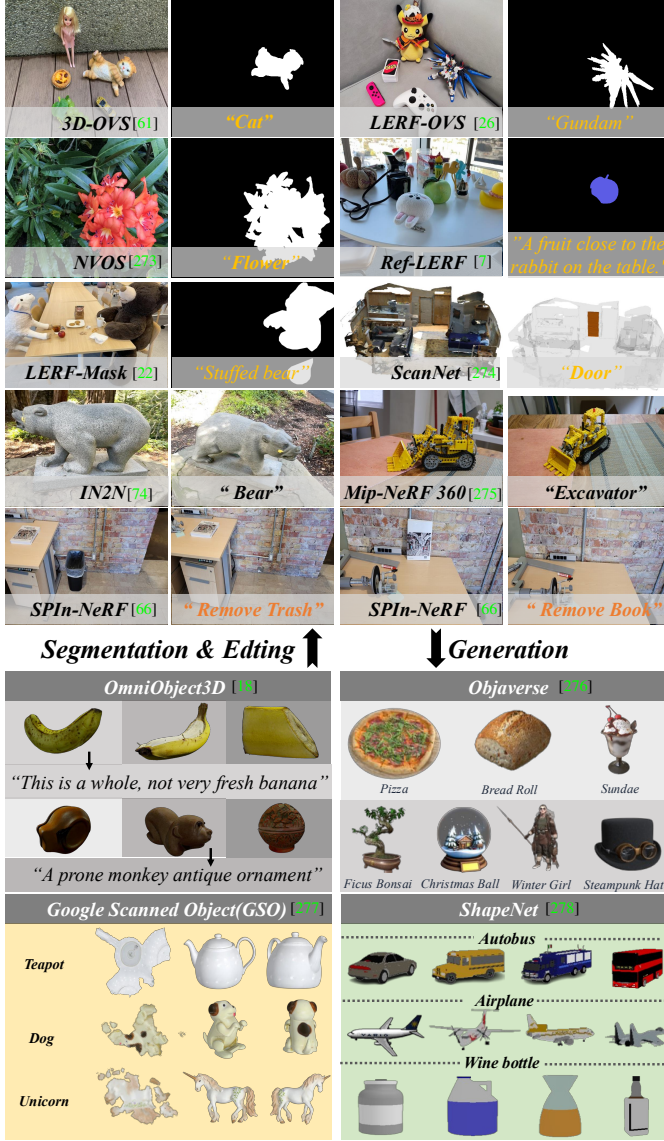 3D-OVS[61]
"Cat"
LERF-OVS [26]
"Gundam"
NVOS [273]
"Flower"
Ref-LERF [7]
"A fruit close to the
rabbit on the table."
LERF-Mask [22]
"Stuffed bear"
ScanNet [274]
"Door"
IN2N [74]
" Bear"
Mip-NeRF 360[275]
"Excavator"
SPIn-NeRF [66]
" Remove Trash"
SPIn-NeRF [66]
" Remove Book"
Segmentation & Edting
Generation
OmniObject3D [18]
"This is a whole, not very fresh banana"
"A prone monkey antique ornament"
Objaverse [276]
Pizza
Bread Roll
Sundae
Ficus Bonsai
Christmas Ball
Winter Girl
Steampunk Hat
Google Scanned Object(GSO) [277]
Teapot
Dog
Unicorn
ShapeNet [278]
Autobus
Airplane
Wine bottle